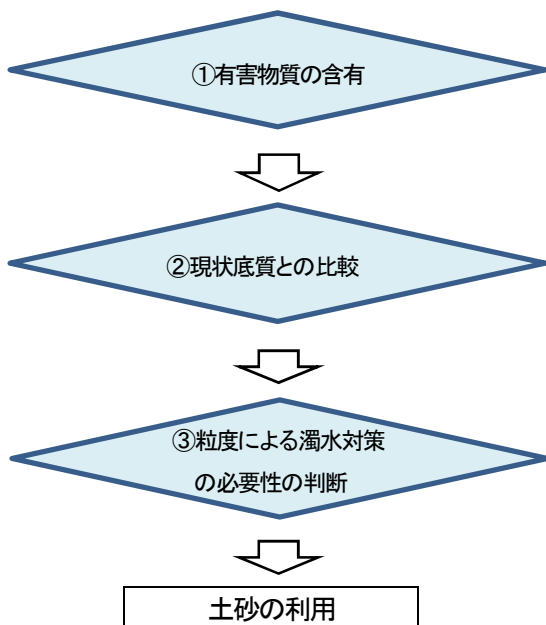 ①有害物質の含有
②現状底質との比較
③粒度による濁水対策
の必要性の判断
土砂の利用